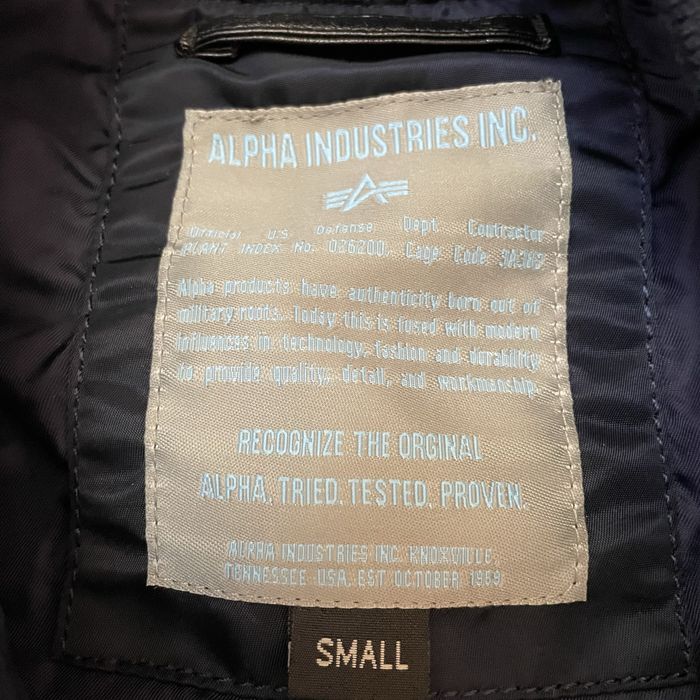 ALPHA INDUSTRIES INC.
Official U.S Defense Dept Contractor
PLANT INDEX No. 026200, Cage Code 3A362
Alpha products have authenticity born out of
military roots. Today this is fused with modern
influences in technology, fashion and durability
to provide quality, detail, and workmanship
RECOGNIZE THE ORGINAL
ALPHA. TRIED. TESTED. PROVEN.
ALPHA INDUSTRIES INC. KNOXVILLE,
TENNESSEE USA. EST OCTOBER 1959
SMALL